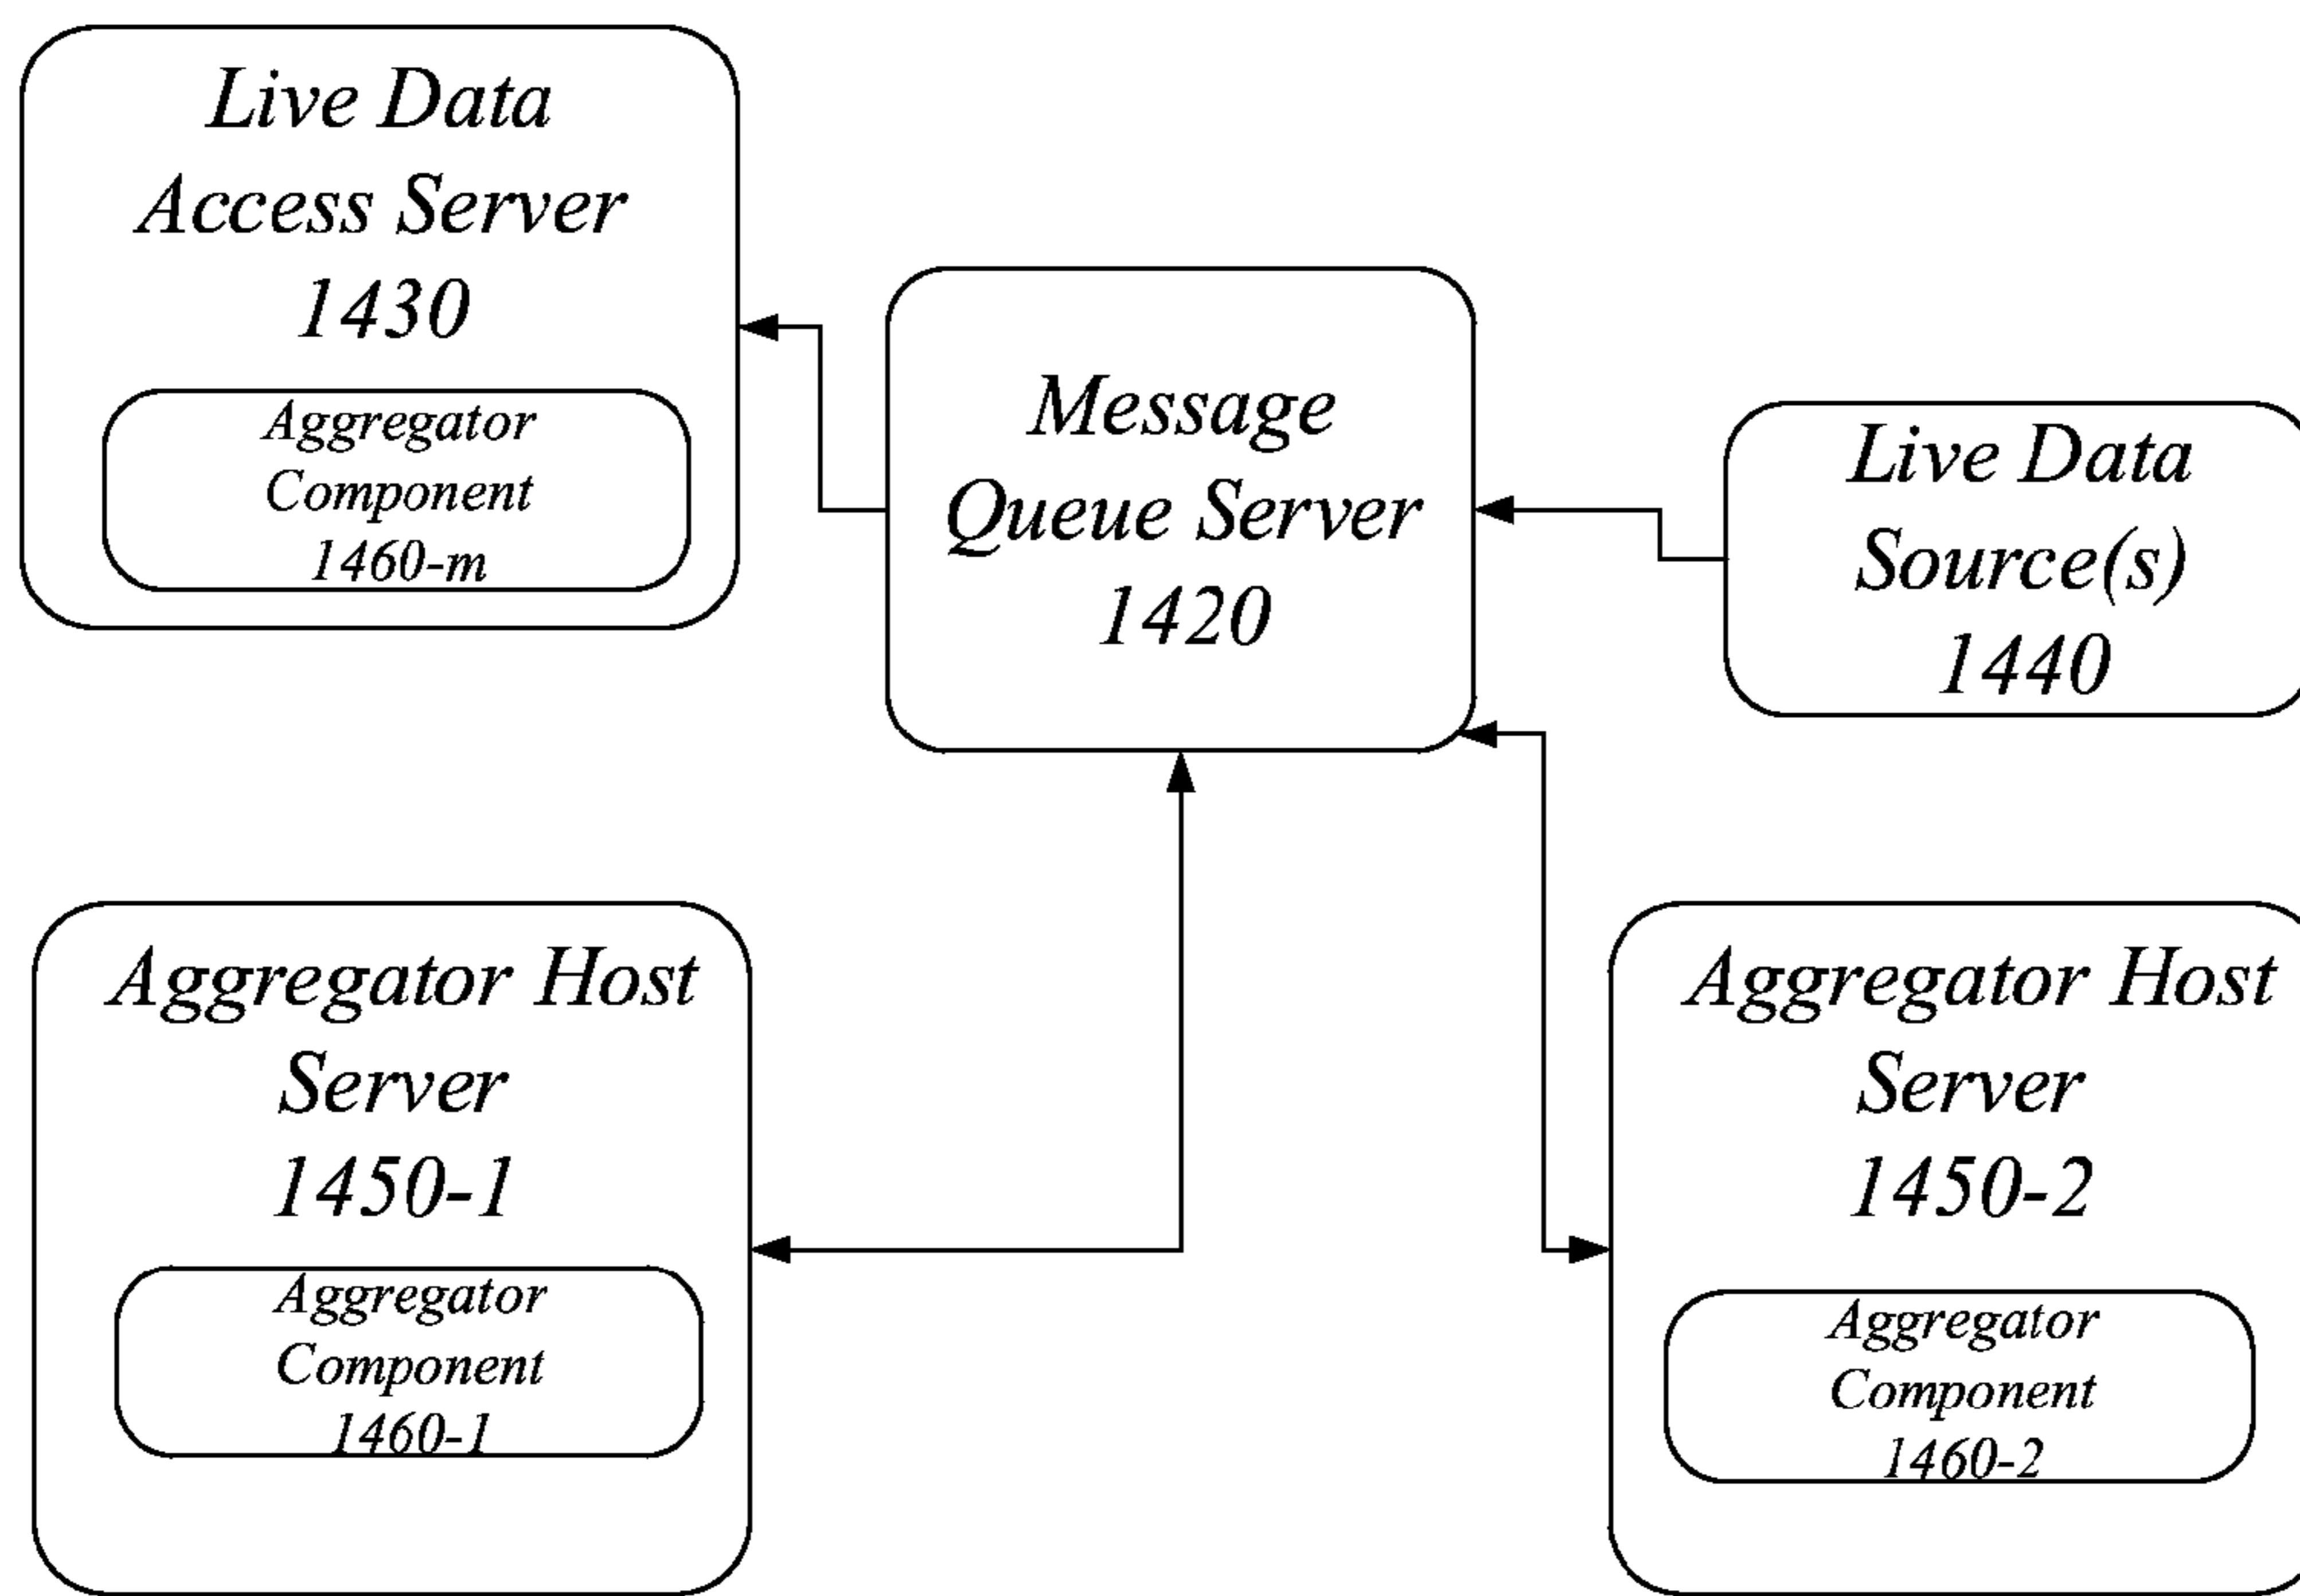 Live Data
Access Server
1430
Aggregator
Component
1460-m
Message
Queue Server
1420
Live Data
Source(s)
1440
Aggregator Host
Server
1450-1
Aggregator
Component
1460-1
Aggregator Host
Server
1450-2
Aggregator
Component
1460-2